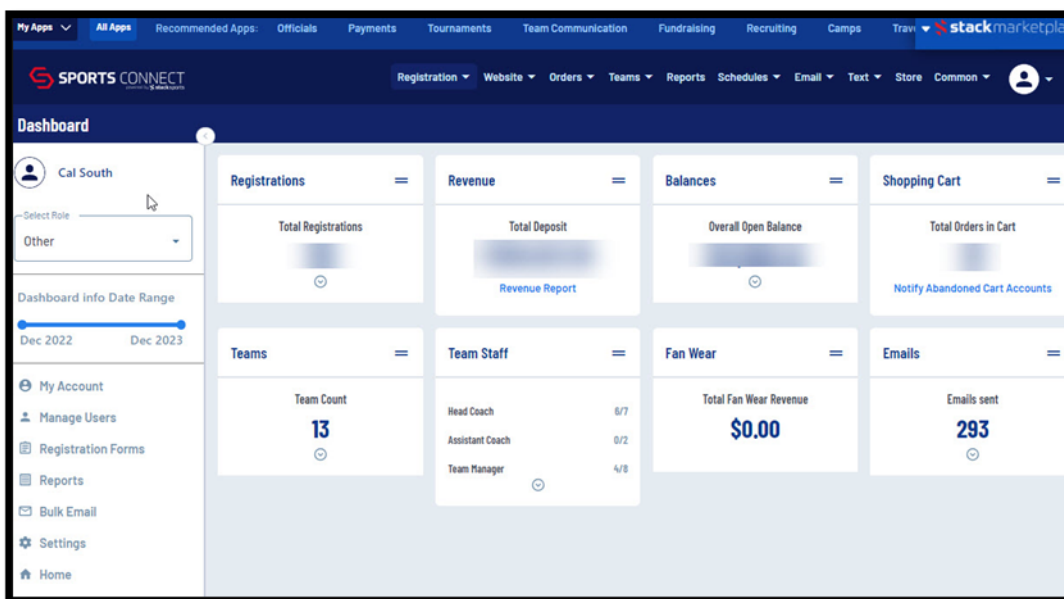 My Apps All Apps Recommended Apps: Officials Payments Tournaments Team Communication Fundraising Recruiting Camps stackmarketpla
SPORTS CONNECT
powered by stacksports
Registration Website Orders Teams Reports Schedules Email Text Store Common
Dashboard
Cal South
Select Role
Other
Dashboard info Date Range
Dec 2022 Dec 2023
My Account
Manage Users
Registration Forms
Reports
Bulk Email
Settings
Home
Registrations
Total Registrations
Revenue
Total Deposit
Revenue Report
Balances
Overall Open Balance
Shopping Cart
Total Orders in Cart
Notify Abandoned Cart Accounts
Teams
Team Count
13
Team Staff
Head Coach 6/7
Assistant Coach 0/2
Team Manager 4/8
Fan Wear
Total Fan Wear Revenue
$0.00
Emails
Emails sent
293